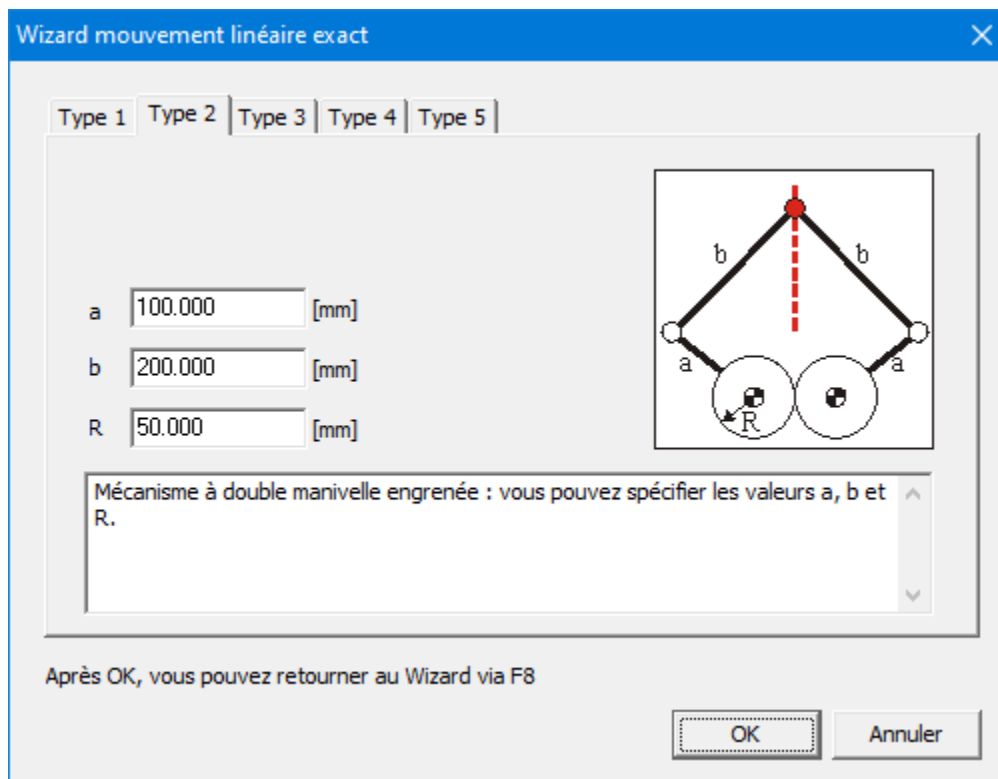 Wizard mouvement linéaire exact
Type 1 Type 2 Type 3 Type 4 Type 5
b b
a 100.000 [mm]
a a
b 200.000 [mm]
R
R 50.000 [mm]
Mécanisme à double manivelle engrenée : vous pouvez spécifier les valeurs a, b et
R.
Après OK, vous pouvez retourner au Wizard via F8
OK Annuler